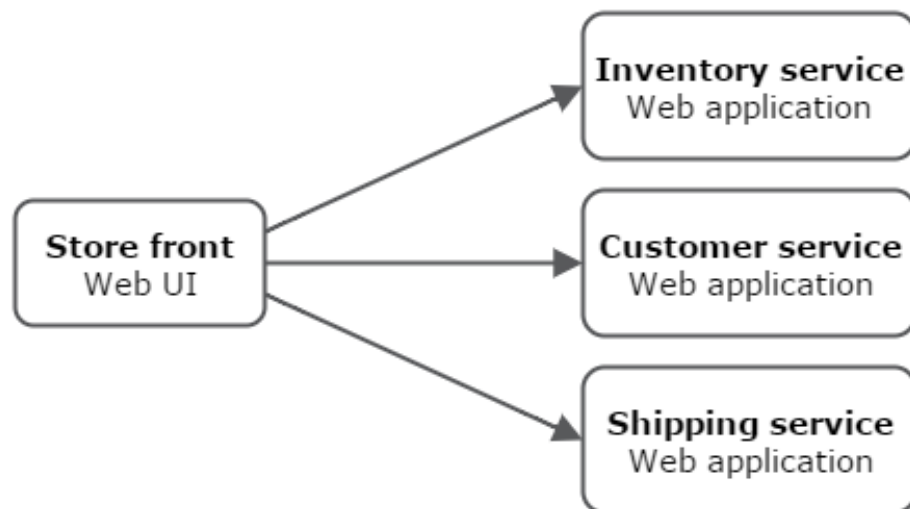 Inventory service
Web application
Store front
Web UI
Customer service
Web application
Shipping service
Web application